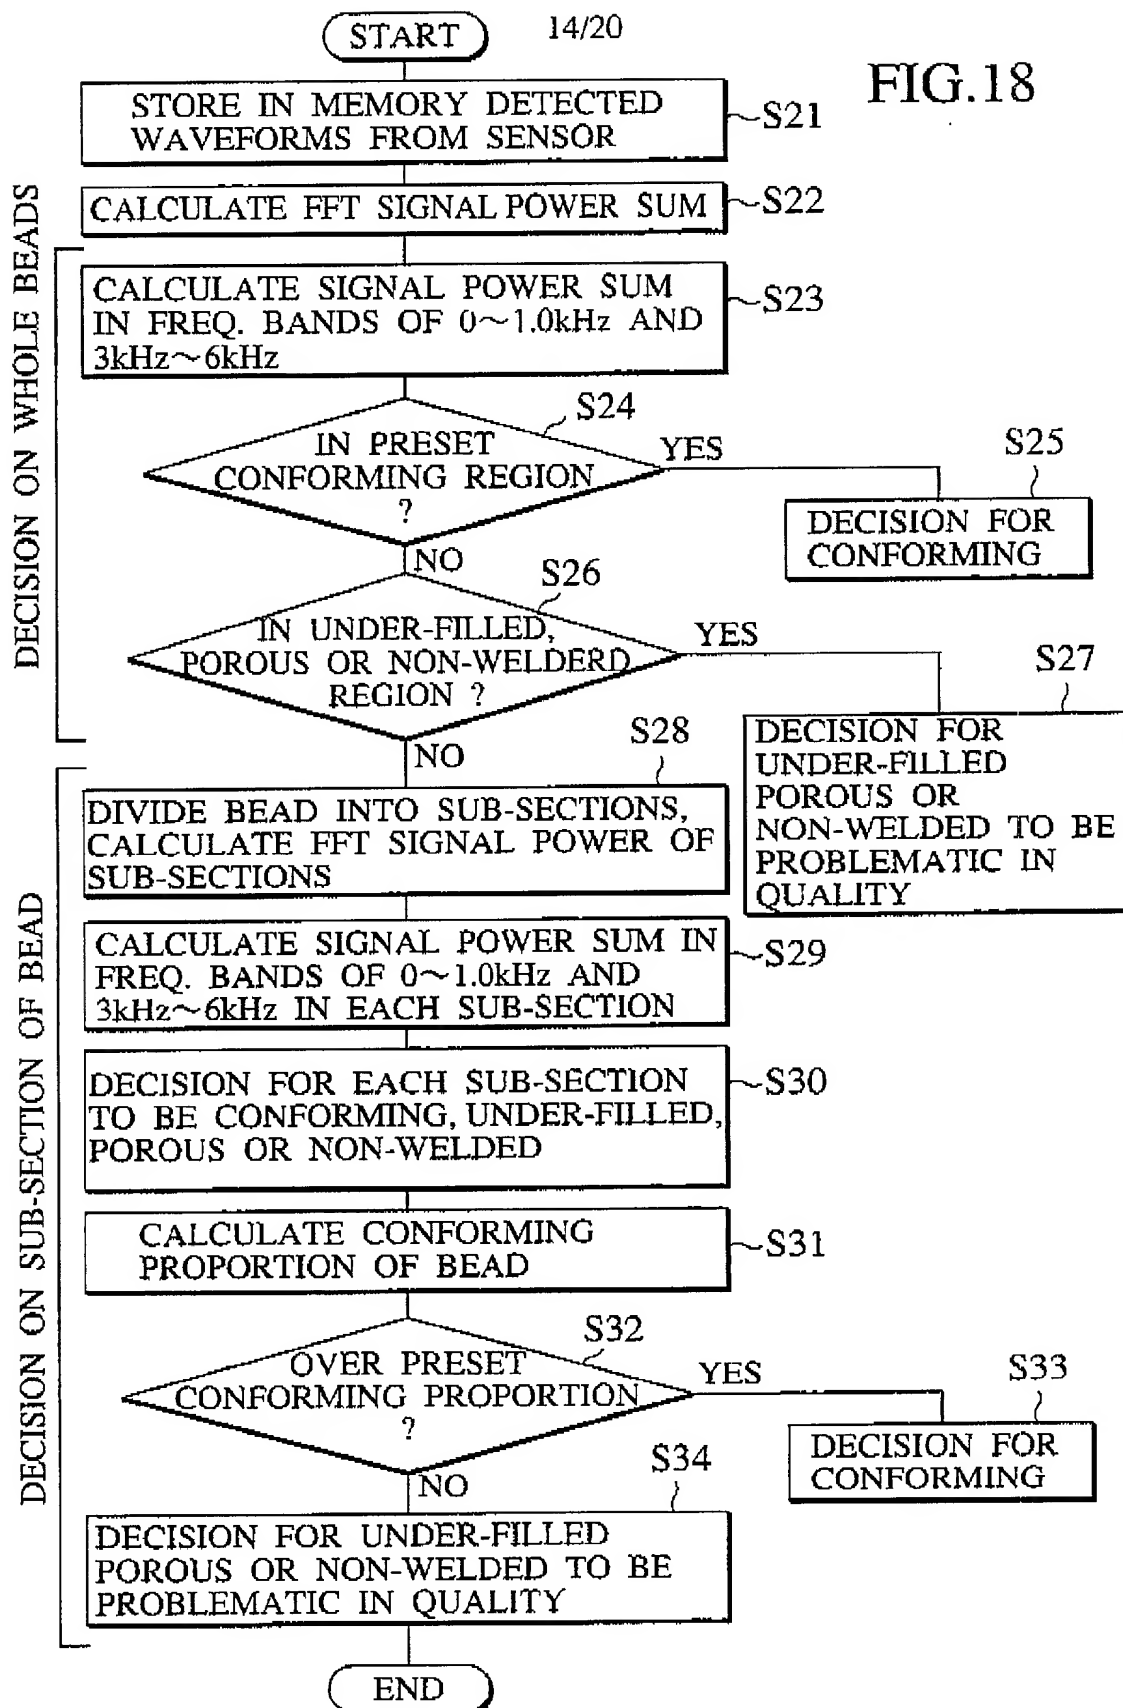 START
14/20
FIG.18
STORE IN MEMORY DETECTED
WAVEFORMS FROM SENSOR
S21
CALCULATE FFT SIGNAL POWER SUM
S22
DECISION ON WHOLE BEADS
CALCULATE SIGNAL POWER SUM
IN FREQ. BANDS OF 0~1.0kHz AND
3kHz~6kHz
S23
S24
IN PRESET
CONFORMING REGION
?
YES
S25
DECISION FOR
CONFORMING
NO
S26
IN UNDER-FILLED,
POROUS OR NON-WELDERD
REGION ?
YES
S27
DECISION FOR
UNDER-FILLED
POROUS OR
NON-WELDED TO BE
PROBLEMATIC IN
QUALITY
NO
S28
DECISION ON SUB-SECTION OF BEAD
DIVIDE BEAD INTO SUB-SECTIONS,
CALCULATE FFT SIGNAL POWER OF
SUB-SECTIONS
CALCULATE SIGNAL POWER SUM IN
FREQ. BANDS OF 0~1.0kHz AND
3kHz~6kHz IN EACH SUB-SECTION
S29
DECISION FOR EACH SUB-SECTION
TO BE CONFORMING, UNDER-FILLED,
POROUS OR NON-WELDED
S30
CALCULATE CONFORMING
PROPORTION OF BEAD
S31
S32
OVER PRESET
CONFORMING PROPORTION
?
YES
S33
DECISION FOR
CONFORMING
NO
S34
DECISION FOR UNDER-FILLED
POROUS OR NON-WELDED TO BE
PROBLEMATIC IN QUALITY
END